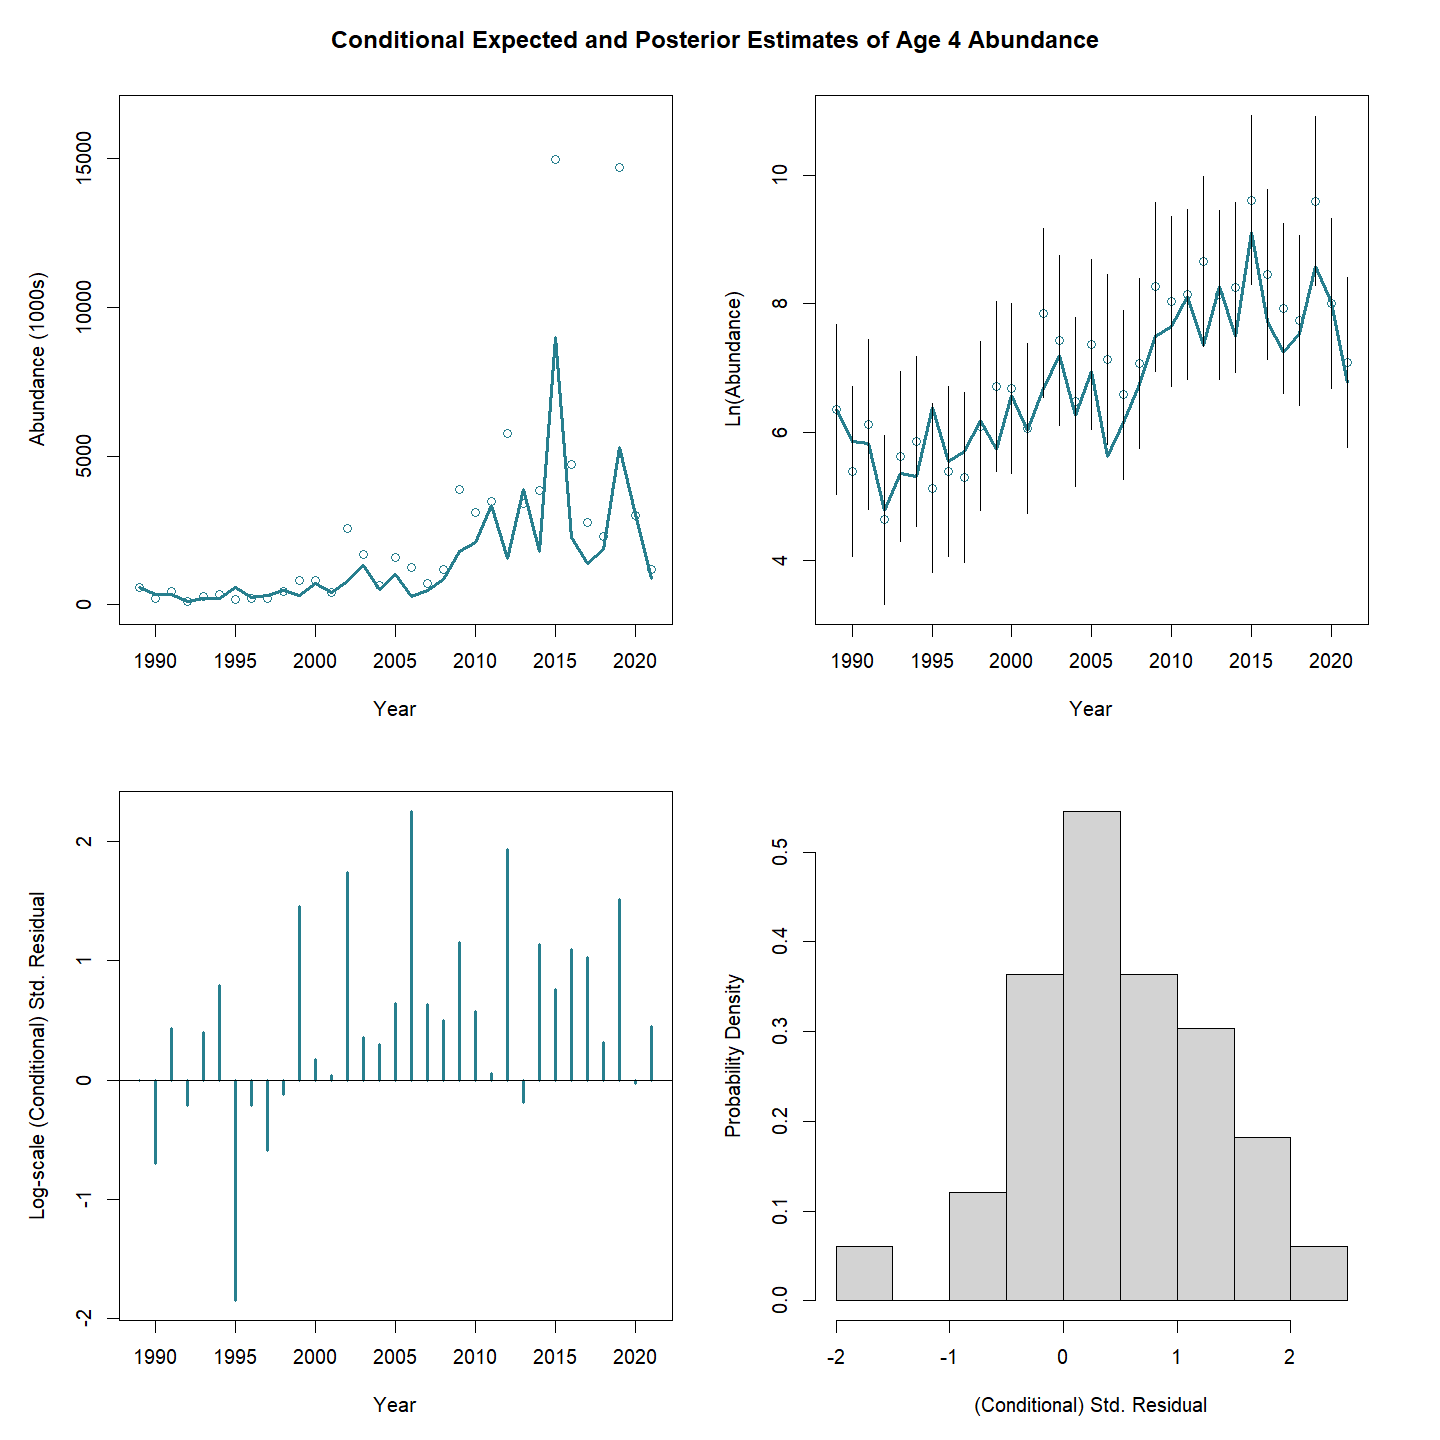 Conditional Expected and Posterior Estimates of Age 4 Abundance
Abundance (1000s)
15000
10000
5000
0
1990 1995 2000 2005 2010 2015 2020
Year
Ln(Abundance)
10
8
6
4
1990 1995 2000 2005 2010 2015 2020
Year
Log-scale (Conditional) Std. Residual
2
1
0
-1
-2
1990 1995 2000 2005 2010 2015 2020
Year
Probability Density
0.5
0.4
0.3
0.2
0.1
0.0
-2 -1 0 1 2
(Conditional) Std. Residual